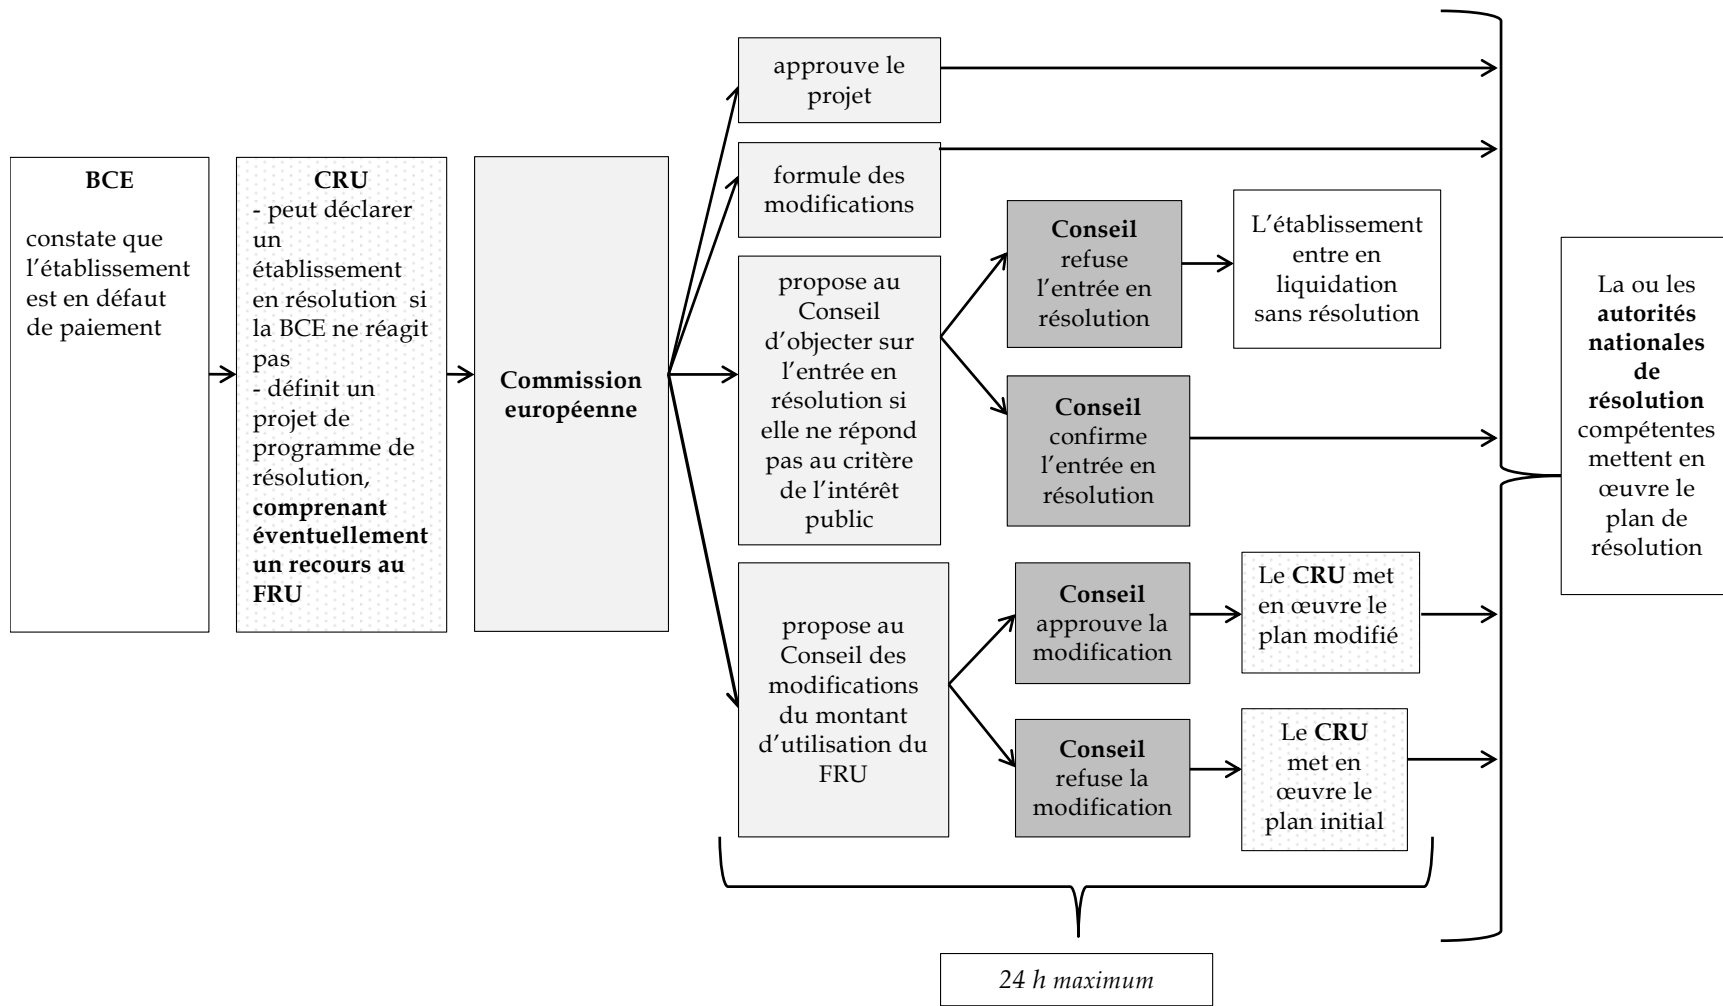 BCE
constate que
l'établissement
est en défaut
de paiement
CRU
- peut déclarer
un
établissement
en résolution si
la BCE ne réagit
pas
- définit un
projet de
programme de
résolution,
comprenant
éventuellement
un recours au
FRU
Commission
européenne
approuve le
projet
formule des
modifications
propose au
Conseil
d'objecter sur
l'entrée en
résolution si
elle ne répond
pas au critère
de l'intérêt
public
propose au
Conseil des
modifications
du montant
d'utilisation du
FRU
Conseil
refuse
l'entrée en
résolution
L'établissement
entre en
liquidation
sans résolution
Conseil
confirme
l'entrée en
résolution
Conseil
approuve la
modification
Le CRU met
en œuvre le
plan modifié
Conseil
refuse la
modification
Le CRU
met en
œuvre le
plan initial
La ou les
autorités
nationales
de
résolution
compétentes
mettent en
œuvre le
plan de
résolution
24 h maximum